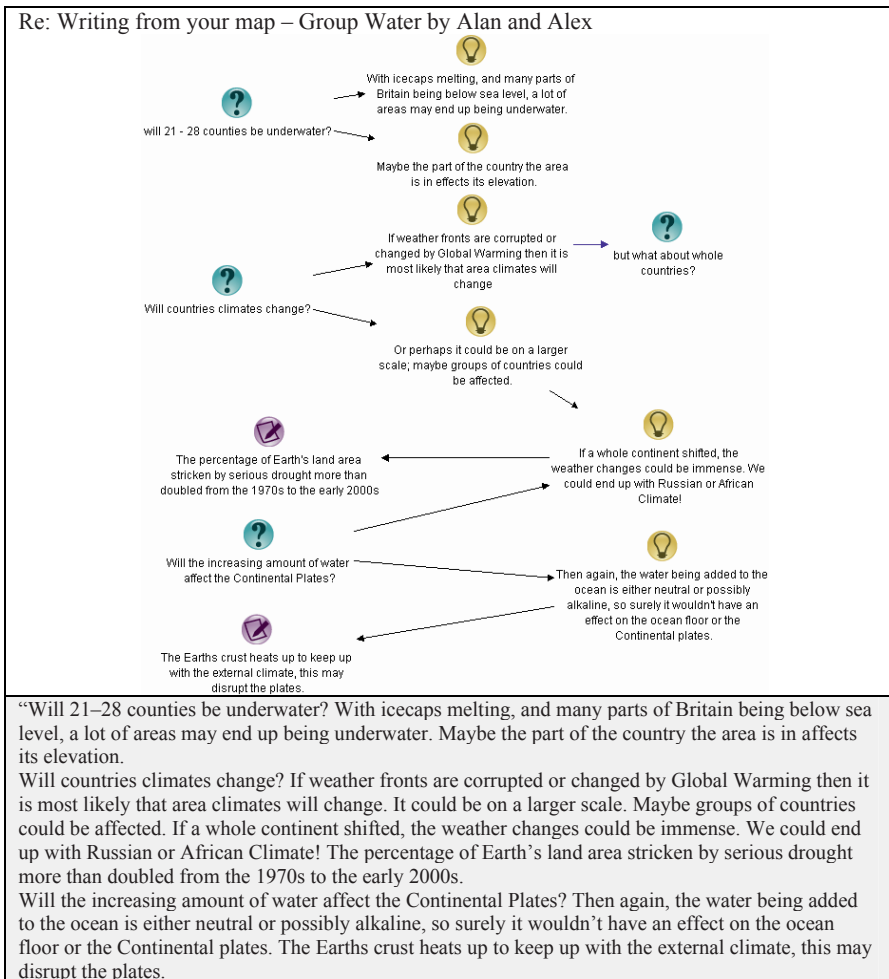 Re: Writing from your map – Group Water by Alan and Alex
With icecaps melting, and many parts of
Britain being below sea level, a lot of
areas may end up being underwater.
will 21 - 28 counties be underwater?
Maybe the part of the country the area
is in effects its elevation.
If weather fronts are corrupted or
changed by Global Warming then it is
most likely that area climates will
change
but what about whole
countries?
Will countries climates change?
Or perhaps it could be on a larger
scale; maybe groups of countries could
be affected.
If a whole continent shifted, the
weather changes could be immense. We
could end up with Russian or African
Climate!
The percentage of Earth's land area
stricken by serious drought more than
doubled from the 1970s to the early 2000s
Will the increasing amount of water
affect the Continental Plates?
Then again, the water being added to the
ocean is either neutral or possibly
alkaline, so surely it wouldn't have an
effect on the ocean floor or the
Continental plates.
The Earths crust heats up to keep up
with the external climate, this may
disrupt the plates.
“Will 21–28 counties be underwater? With icecaps melting, and many parts of Britain being below sea
level, a lot of areas may end up being underwater. Maybe the part of the country the area is in affects
its elevation.
Will countries climates change? If weather fronts are corrupted or changed by Global Warming then it
is most likely that area climates will change. It could be on a larger scale. Maybe groups of countries
could be affected. If a whole continent shifted, the weather changes could be immense. We could end
up with Russian or African Climate! The percentage of Earth’s land area stricken by serious drought
more than doubled from the 1970s to the early 2000s.
Will the increasing amount of water affect the Continental Plates? Then again, the water being added
to the ocean is either neutral or possibly alkaline, so surely it wouldn’t have an effect on the ocean
floor or the Continental plates. The Earths crust heats up to keep up with the external climate, this may
disrupt the plates.